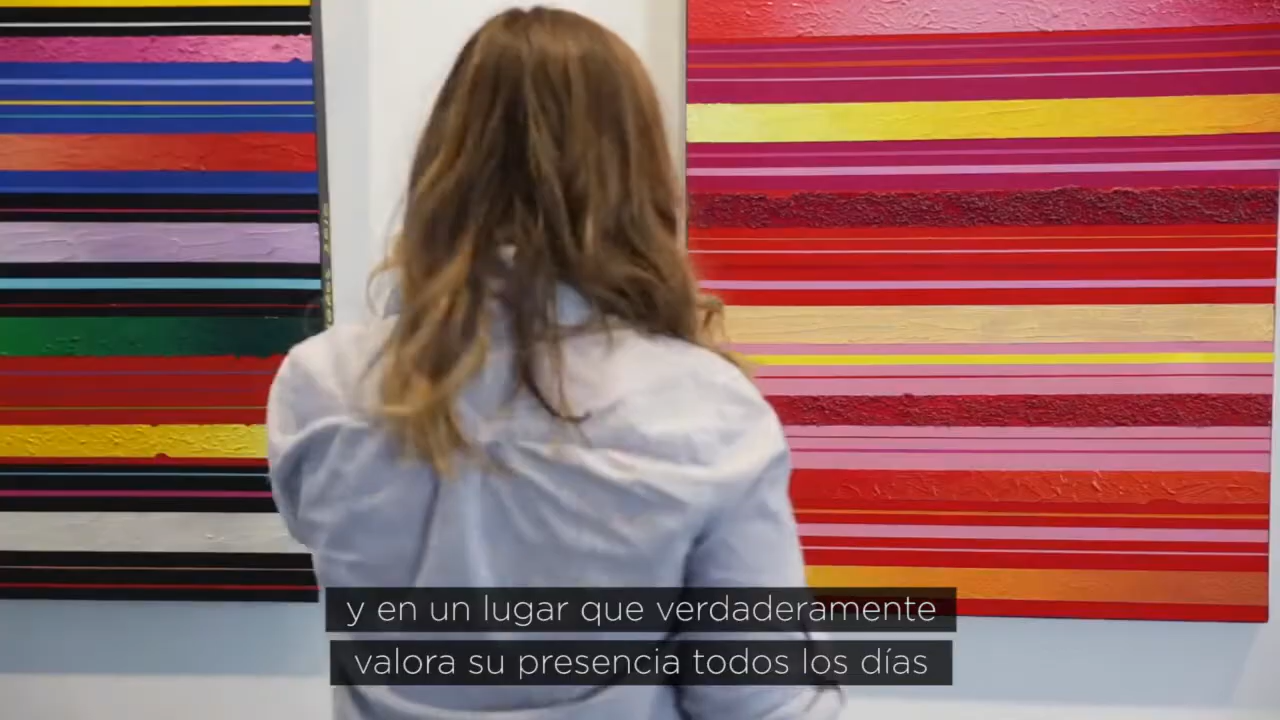 y en un lugar que verdaderamente
valora su presencia todos los días